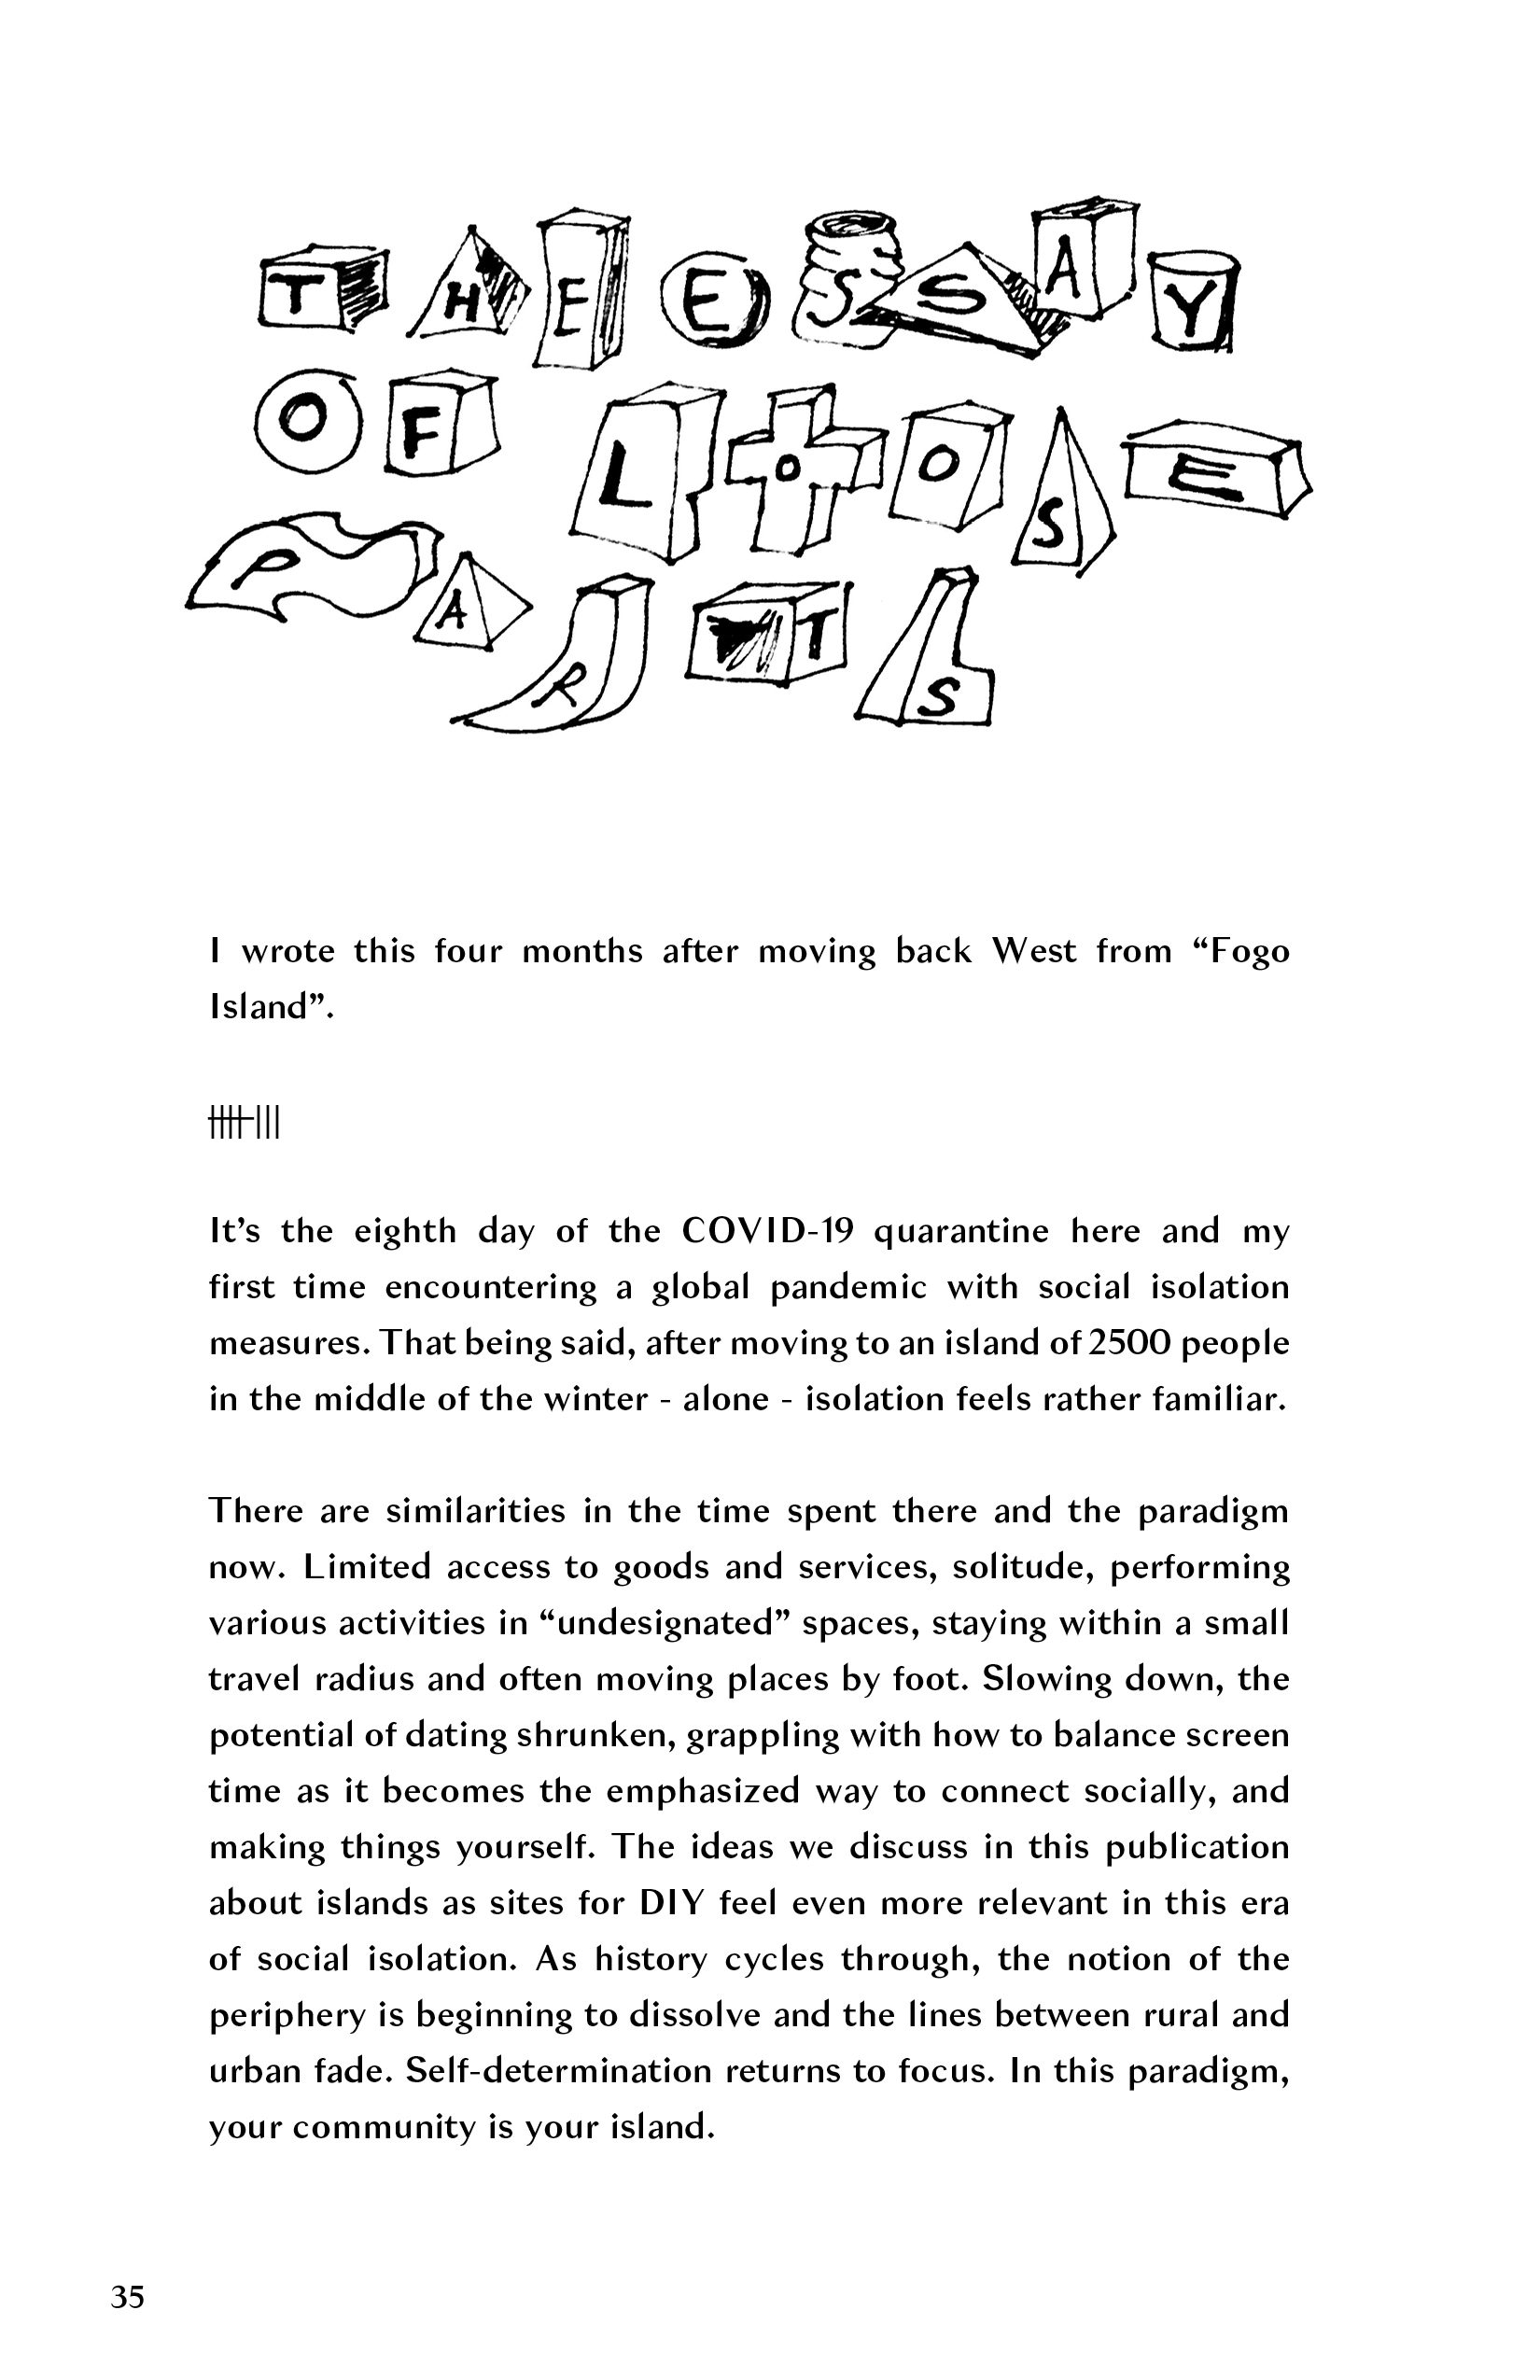 THE ESSAY
OF LOOSE
PARTS
I wrote this four months after moving back West from “Fogo
Island”.
It’s the eighth day of the COVID-19 quarantine here and my
first time encountering a global pandemic with social isolation
measures. That being said, after moving to an island of 2500 people
in the middle of the winter - alone - isolation feels rather familiar.
There are similarities in the time spent there and the paradigm
now. Limited access to goods and services, solitude, performing
various activities in “undesignated” spaces, staying within a small
travel radius and often moving places by foot. Slowing down, the
potential of dating shrunken, grappling with how to balance screen
time as it becomes the emphasized way to connect socially, and
making things yourself. The ideas we discuss in this publication
about islands as sites for DIY feel even more relevant in this era
of social isolation. As history cycles through, the notion of the
periphery is beginning to dissolve and the lines between rural and
urban fade. Self-determination returns to focus. In this paradigm,
your community is your island.
35